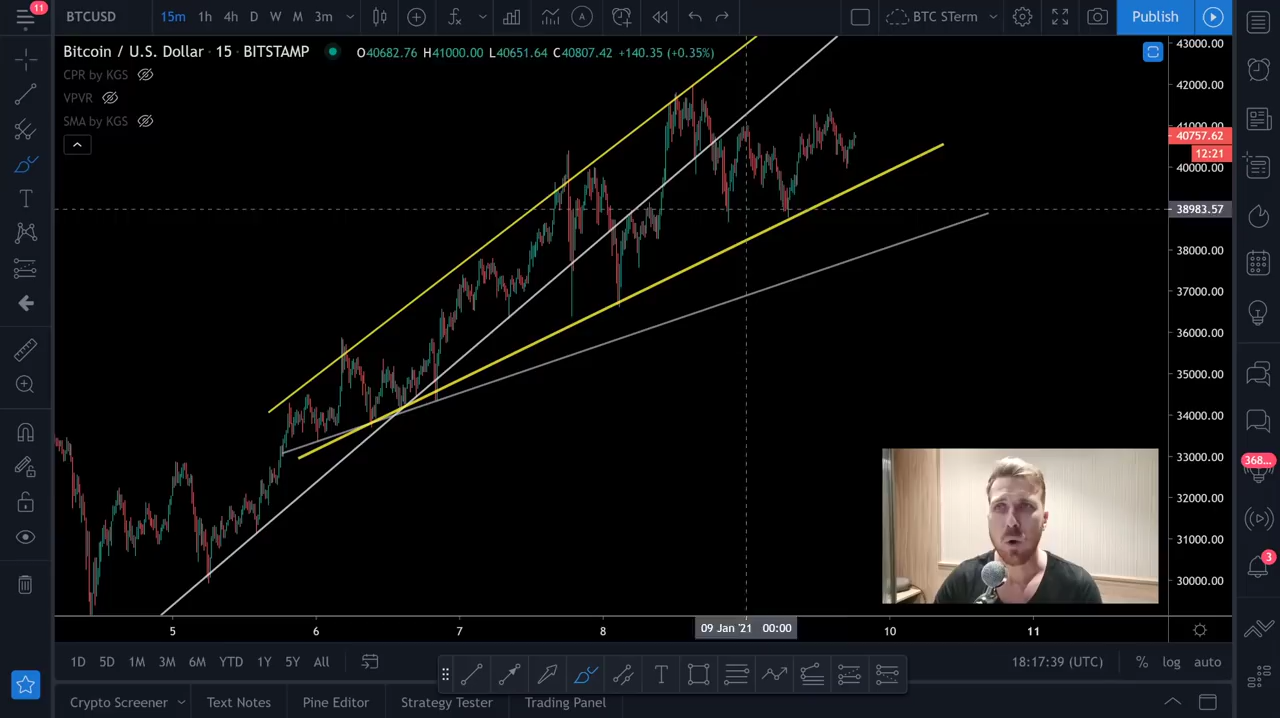 11
BTCUSD
15m 1h 4h D W M 3m
BTC STerm
Publish
Bitcoin / U.S. Dollar · 15 · BITSTAMP O40682.76 H41000.00 L40651.64 C40807.42 +140.35 (+0.35%)
CPR by KGS
VPVR
SMA by KGS
43000.00
42000.00
41000.00
40757.62
12:21
40000.00
38983.57
38000.00
37000.00
36000.00
35000.00
34000.00
33000.00
32000.00
31000.00
30000.00
368...
3
5 6 7 8 09 Jan '21 00:00 10 11
1D 5D 1M 3M 6M YTD 1Y 5Y All
18:17:39 (UTC) % log auto
Crypto Screener Text Notes Pine Editor Strategy Tester Trading Panel